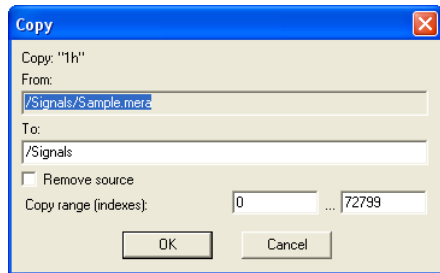 Copy
Copy: "1h"
From:
/Signals/Sample.mera
To:
/Signals
Remove source
Copy range (indexes): 0 ... 72799
OK Cancel